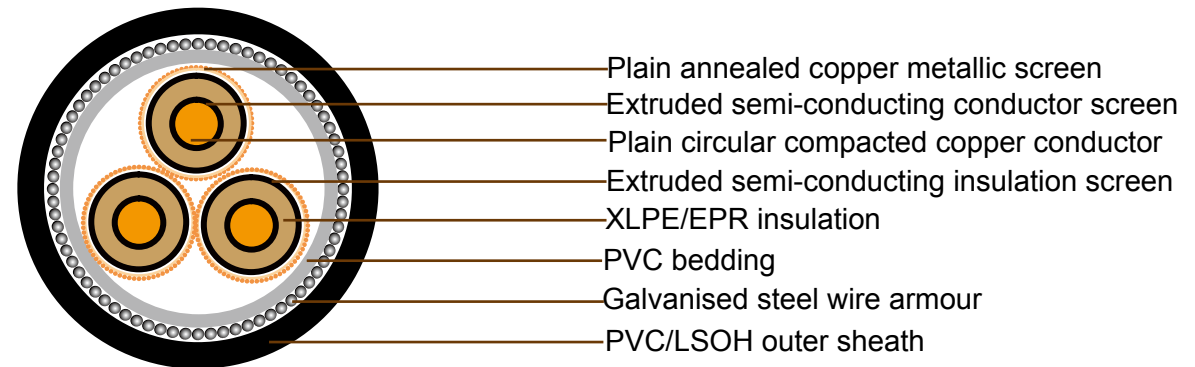 Plain annealed copper metallic screen
Extruded semi-conducting conductor screen
Plain circular compacted copper conductor
Extruded semi-conducting insulation screen
XLPE/EPR insulation
PVC bedding
Galvanised steel wire armour
PVC/LSOH outer sheath